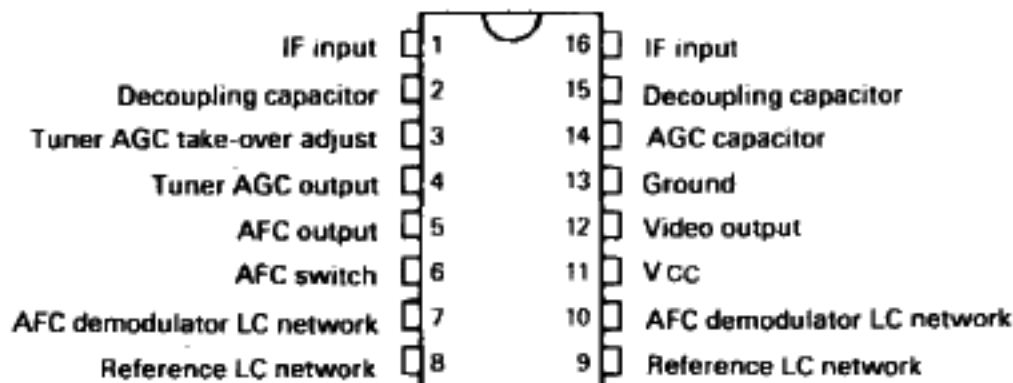 IF input 1 16 IF input
Decoupling capacitor 2 15 Decoupling capacitor
Tuner AGC take-over adjust 3 14 AGC capacitor
Tuner AGC output 4 13 Ground
AFC output 5 12 Video output
AFC switch 6 11 VCC
AFC demodulator LC network 7 10 AFC demodulator LC network
Reference LC network 8 9 Reference LC network